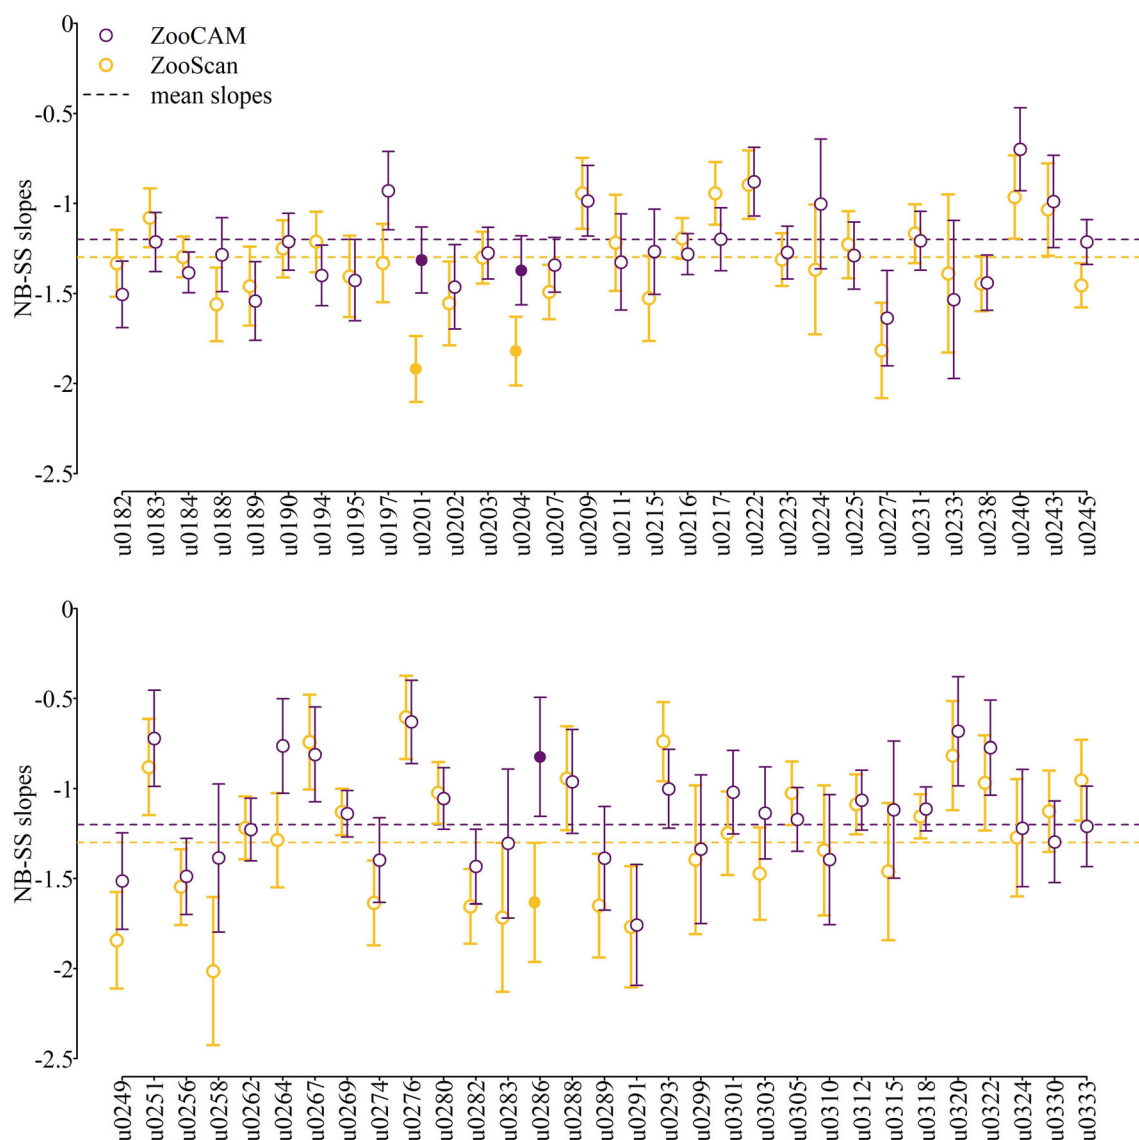 0
ZooCAM
ZooScan
mean slopes
-0.5
-1
-1.5
-2
-2.5
NB-SS slopes
u0182 u0183 u0184 u0188 u0189 u0190 u0194 u0195 u0197 u0201 u0202 u0203 u0204 u0207 u0209 u0211 u0215 u0216 u0217 u0222 u0223 u0224 u0225 u0227 u0231 u0233 u0238 u0240 u0243 u0245
0
-0.5
-1
-1.5
-2
-2.5
NB-SS slopes
u0249 u0251 u0256 u0258 u0262 u0264 u0267 u0269 u0274 u0276 u0280 u0282 u0283 u0286 u0288 u0289 u0291 u0293 u0299 u0301 u0303 u0305 u0310 u0312 u0315 u0318 u0320 u0322 u0324 u0330 u0333